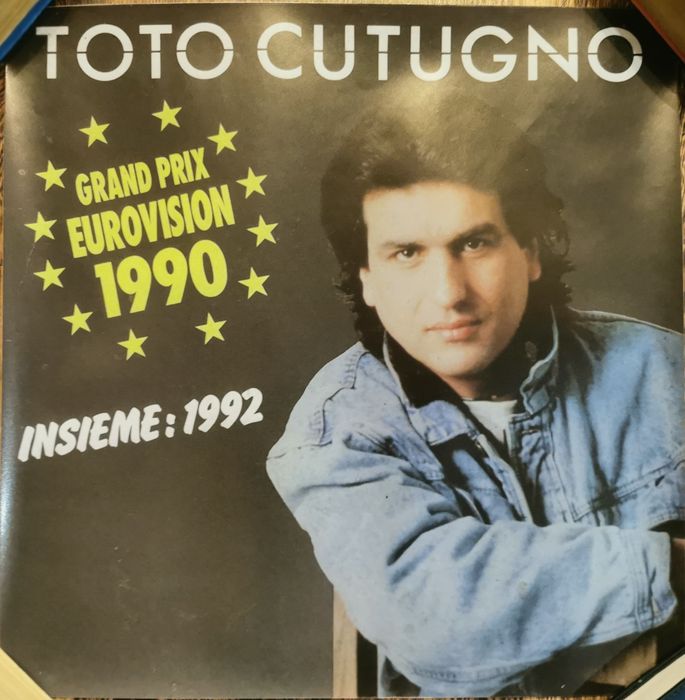 TOTO CUTUGNO
GRAND PRIX
EUROVISION
1990
INSIEME: 1992